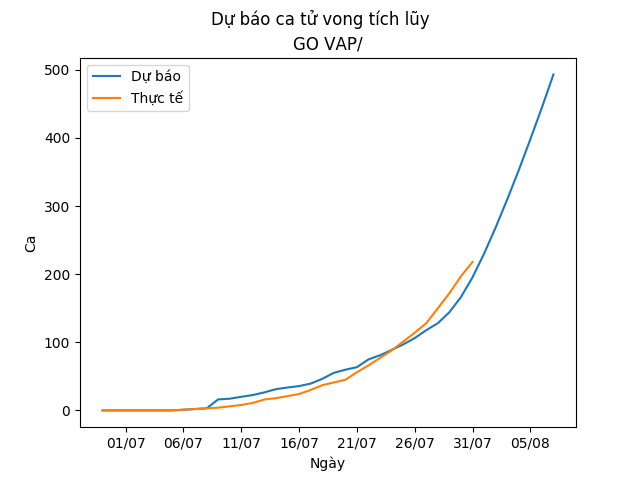 Dự báo ca tử vong tích lũy
GO VAP/
Dự báo
Thực tế
500
400
300
200
100
0
Ca
01/07 06/07 11/07 16/07 21/07 26/07 31/07 05/08
Ngày